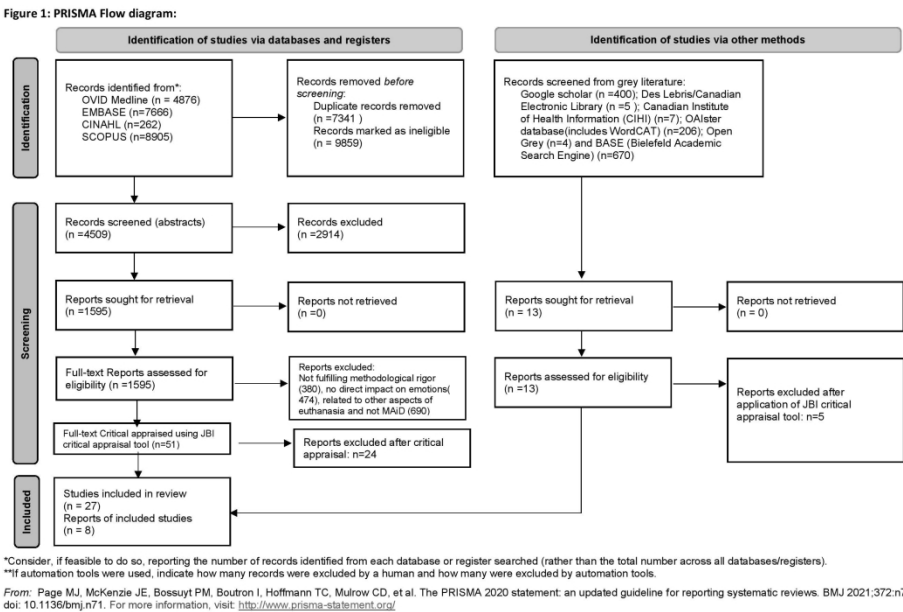 Figure 1: PRISMA Flow diagram:
Identification of studies via databases and registers
Identification of studies via other methods
Identification
Records identified from*:
OVID Medline (n = 4876)
EMBASE (n=7666)
CINAHL (n=262)
SCOPUS (n=8905)
Records removed before
screening:
Duplicate records removed
(n =7341 )
Records marked as ineligible
(n = 9859)
Records screened from grey literature:
Google scholar (n =400); Des Lebris/Canadian
Electronic Library (n =5 ); Canadian Institute
of Health Information (CIHI) (n=7); OAIster
database(includes WordCAT) (n=206); Open
Grey (n=4) and BASE (Bielefeld Academic
Search Engine) (n=670)
Screening
Records screened (abstracts)
(n =4509)
Records excluded
(n =2914)
Reports sought for retrieval
(n =1595)
Reports not retrieved
(n =0)
Reports sought for retrieval
(n = 13)
Reports not retrieved
(n = 0)
Full-text Reports assessed for
eligibility (n =1595)
Reports excluded:
Not fulfilling methodological rigor
(380), no direct impact on emotions(
474), related to other aspects of
euthanasia and not MAiD (690)
Reports assessed for eligibility
(n =13)
Reports excluded after
application of JBI critical
appraisal tool: n=5
Full-text Critical appraised using JBI
critical appraisal tool (n=51)
Reports excluded after critical
appraisal: n=24
Included
Studies included in review
(n = 27)
Reports of included studies
(n = 8)
*Consider, if feasible to do so, reporting the number of records identified from each database or register searched (rather than the total number across all databases/registers).
**If automation tools were used, indicate how many records were excluded by a human and how many were excluded by automation tools.
From: Page MJ, McKenzie JE, Bossuyt PM, Boutron I, Hoffmann TC, Mulrow CD, et al. The PRISMA 2020 statement: an updated guideline for reporting systematic reviews. BMJ 2021;372:n7
doi: 10.1136/bmj.n71. For more information, visit: http://www.prisma-statement.org/